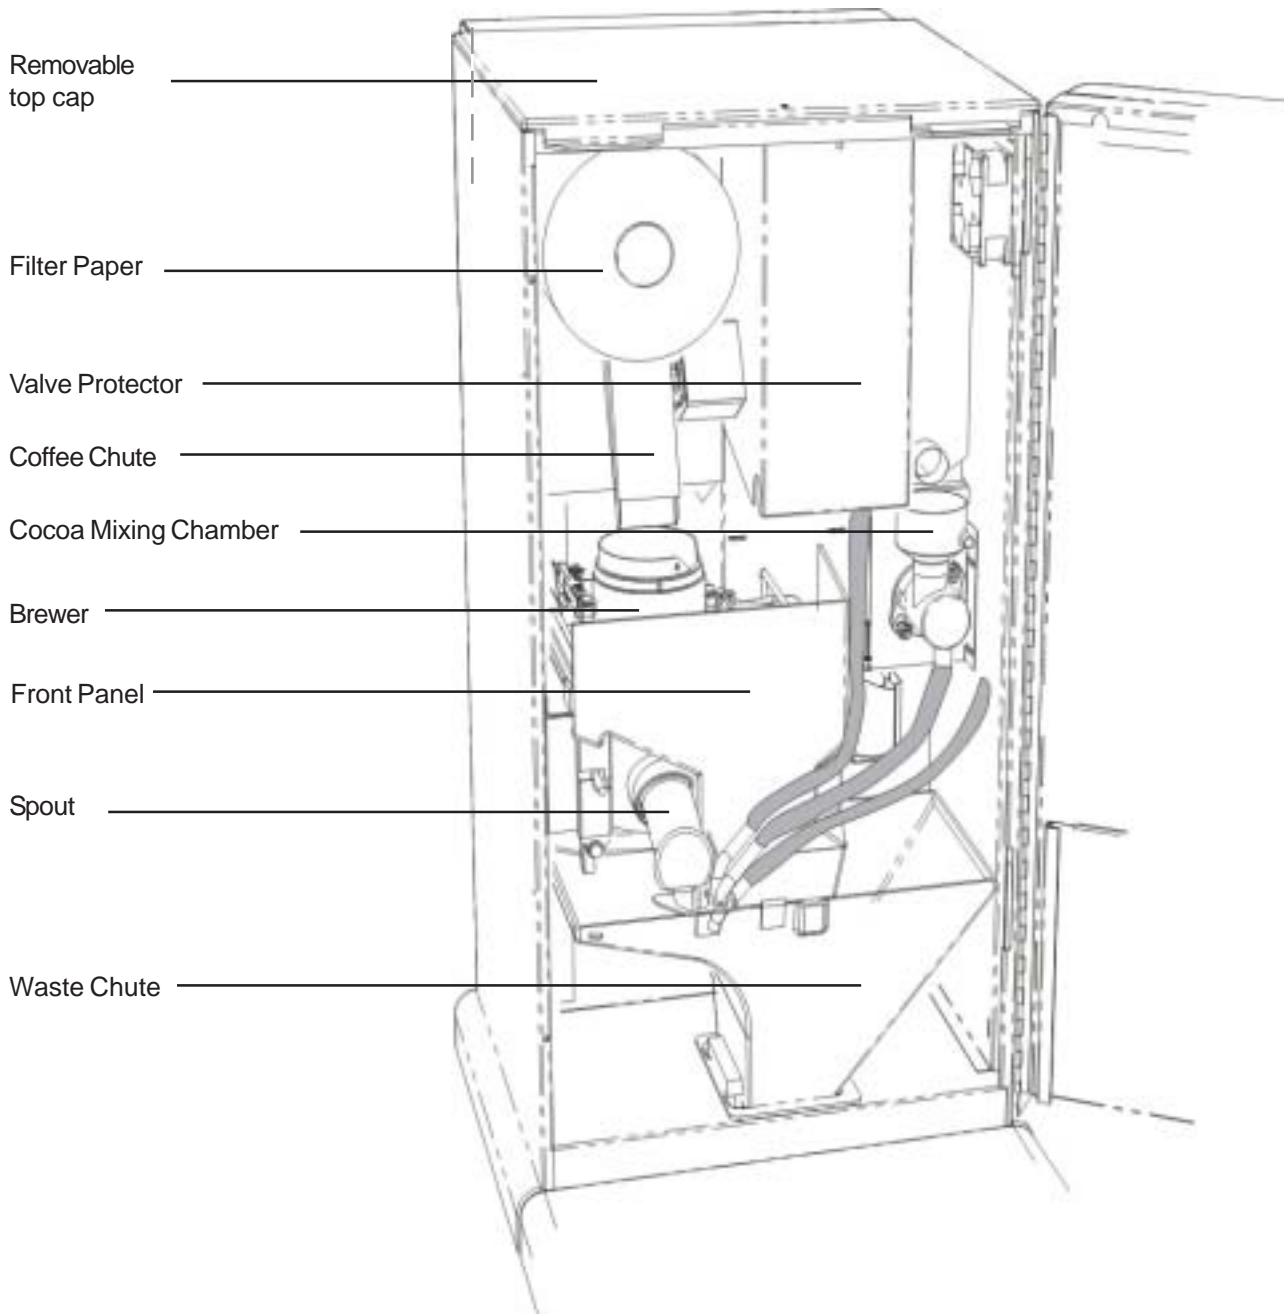 Removable
top cap
Filter Paper
Valve Protector
Coffee Chute
Cocoa Mixing Chamber
Brewer
Front Panel
Spout
Waste Chute